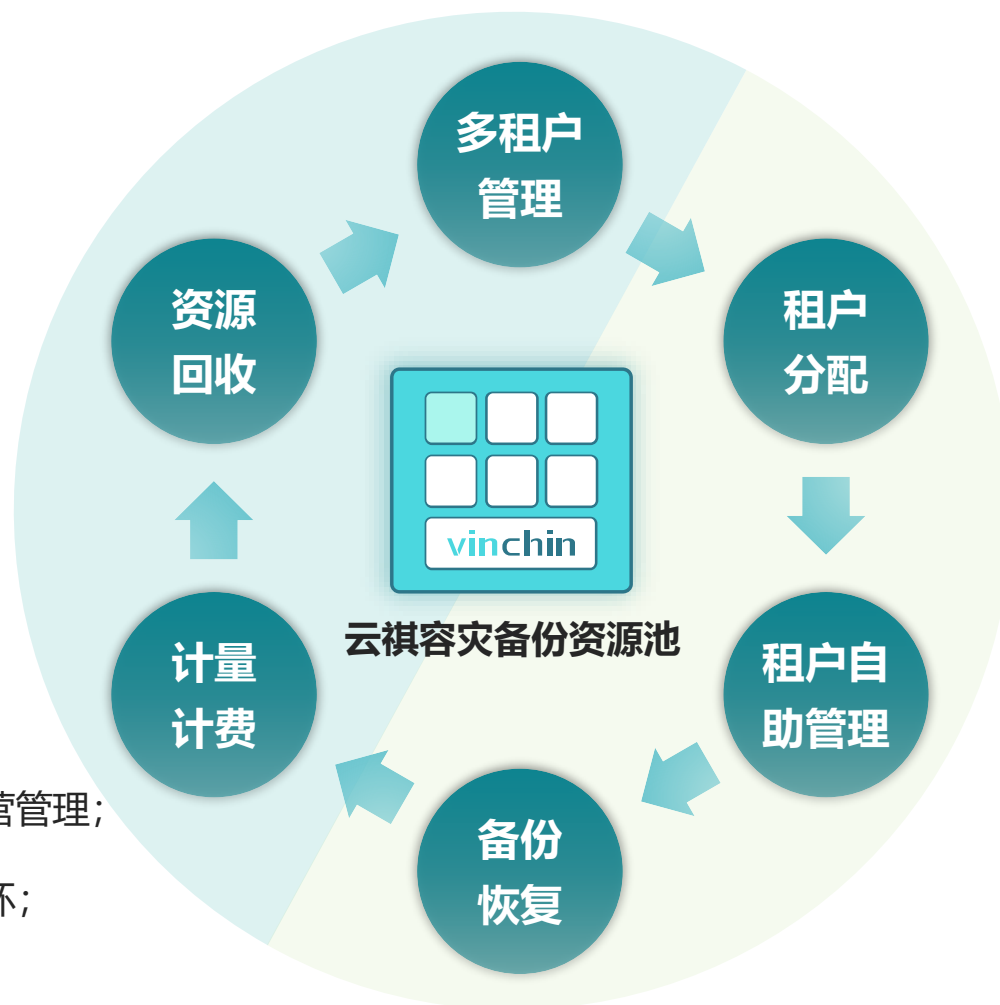 多租户
管理
资源
回收
租户
分配
vinchin
云祺容灾备份资源池
计量
计费
租户自
助管理
营管理；
备份
恢复